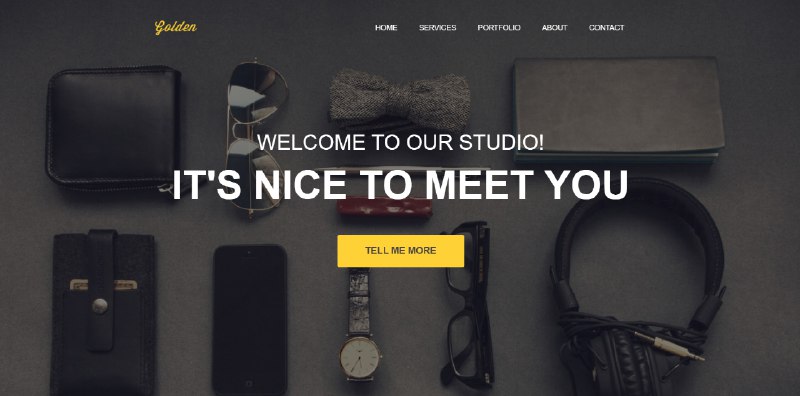 Golden
HOME SERVICES PORTFOLIO ABOUT CONTACT
WELCOME TO OUR STUDIO!
IT'S NICE TO MEET YOU
TELL ME MORE